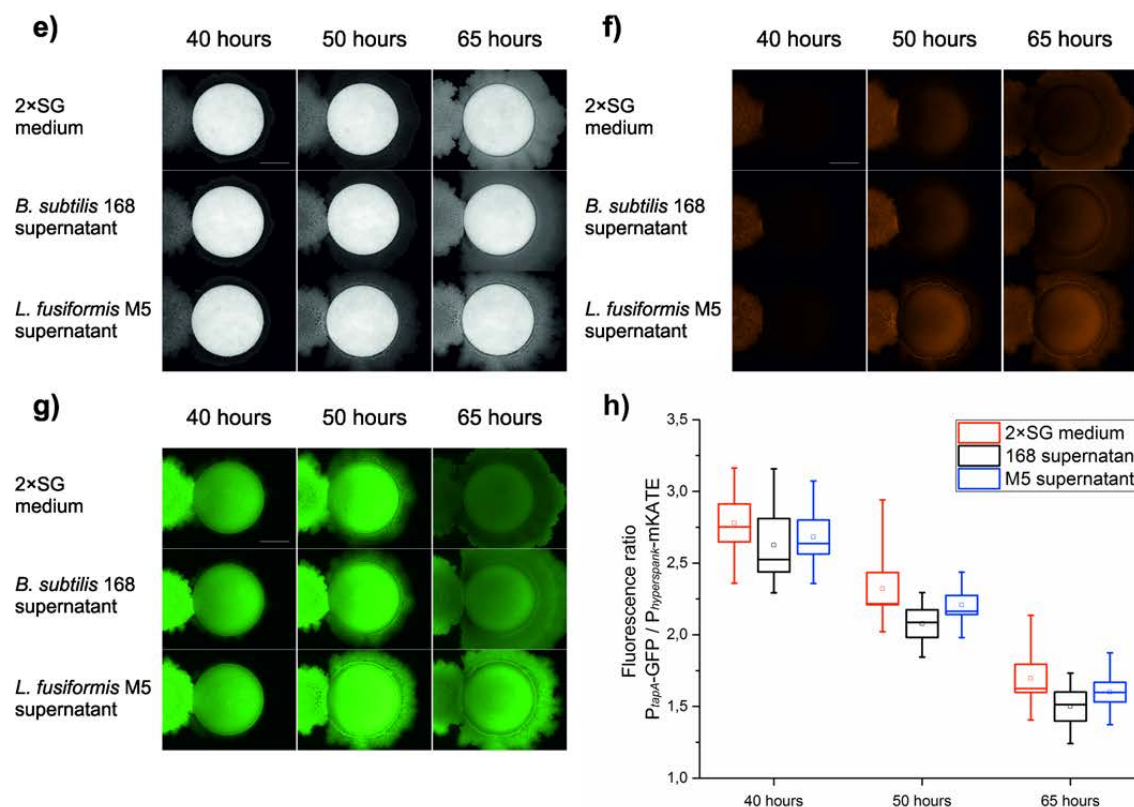 e)
40 hours 50 hours 65 hours
2×SG
medium
B. subtilis 168
supernatant
L. fusiformis M5
supernatant
f)
40 hours 50 hours 65 hours
2×SG
medium
B. subtilis 168
supernatant
L. fusiformis M5
supernatant
g)
40 hours 50 hours 65 hours
2×SG
medium
B. subtilis 168
supernatant
L. fusiformis M5
supernatant
h)
Fluorescence ratio
PtapA-GFP / Phyperspank-mKATE
3,5
3,0
2,5
2,0
1,5
1,0
2×SG medium
168 supernatan
M5 supernatant
40 hours 50 hours 65 hours